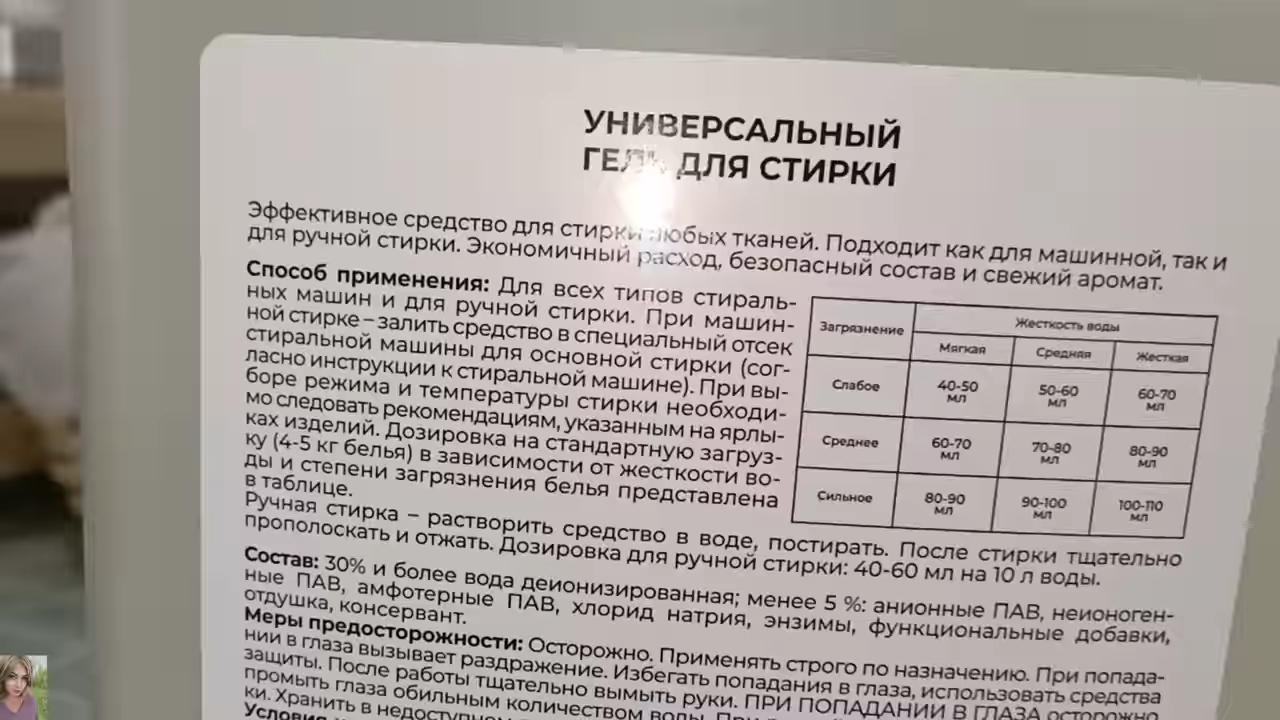 УНИВЕРСАЛЬНЫЙ
ГЕЛЬ ДЛЯ СТИРКИ
Эффективное средство для стирки любых тканей. Подходит как для машинной, так и
для ручной стирки. Экономичный расход, безопасный состав и свежий аромат.
Способ применения: Для всех типов стираль-
ных машин и для ручной стирки. При машин-
ной стирке – залить средство в специальный отсек
стиральной машины для основной стирки (сог-
ласно инструкции к стиральной машине). При вы-
боре режима и температуры стирки необходи-
мо следовать рекомендациям, указанным на ярлы-
ках изделий. Дозировка на стандартную загруз-
ку (4-5 кг белья) в зависимости от жесткости во-
ды и степени загрязнения белья представлена
в таблице.
Загрязнение
Жесткость воды
Мягкая
Средняя
Жесткая
Слабое
40-50
мл
50-60
мл
60-70
мл
Среднее
60-70
мл
70-80
мл
80-90
мл
Сильное
80-90
мл
90-100
мл
100-110
мл
Ручная стирка – растворить средство в воде, постирать. После стирки тщательно
прополоскать и отжать. Дозировка для ручной стирки: 40-60 мл на 10 л воды.
Состав: 30% и более вода деионизированная; менее 5 %: анионные ПАВ, неионоген-
ные ПАВ, амфотерные ПАВ, хлорид натрия, энзимы, функциональные добавки,
отдушка, консервант.
Меры предосторожности: Осторожно. Применять строго по назначению. При попада-
нии в глаза вызывает раздражение. Избегать попадания в глаза, использовать средства
защиты. После работы тщательно вымыть руки. ПРИ ПОПАДАНИИ В ГЛАЗА осторожно
промыть глаза обильным количеством воды. При
ки. Хранить в недоступном
Условия